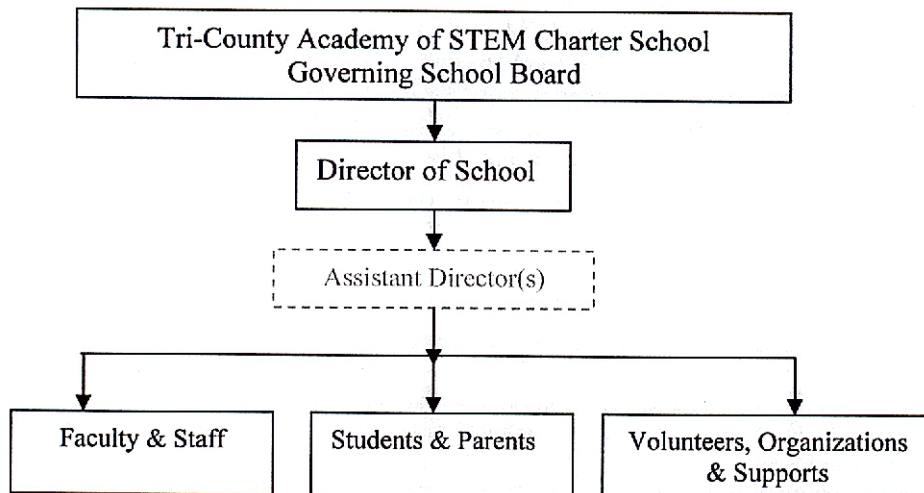 Tri-County Academy of STEM Charter School
Governing School Board
Director of School
Assistant Director(s)
Faculty & Staff
Students & Parents
Volunteers, Organizations
& Supports